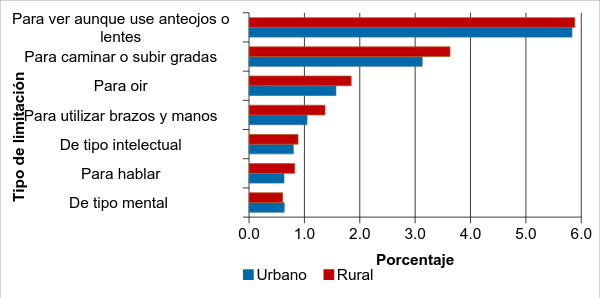 Para ver aunque use anteojos o
lentes
Para caminar o subir gradas
Para oir
Para utilizar brazos y manos
De tipo intelectual
Para hablar
De tipo mental
Tipo de limitación
0.0 1.0 2.0 3.0 4.0 5.0 6.0
Porcentaje
Urbano Rural